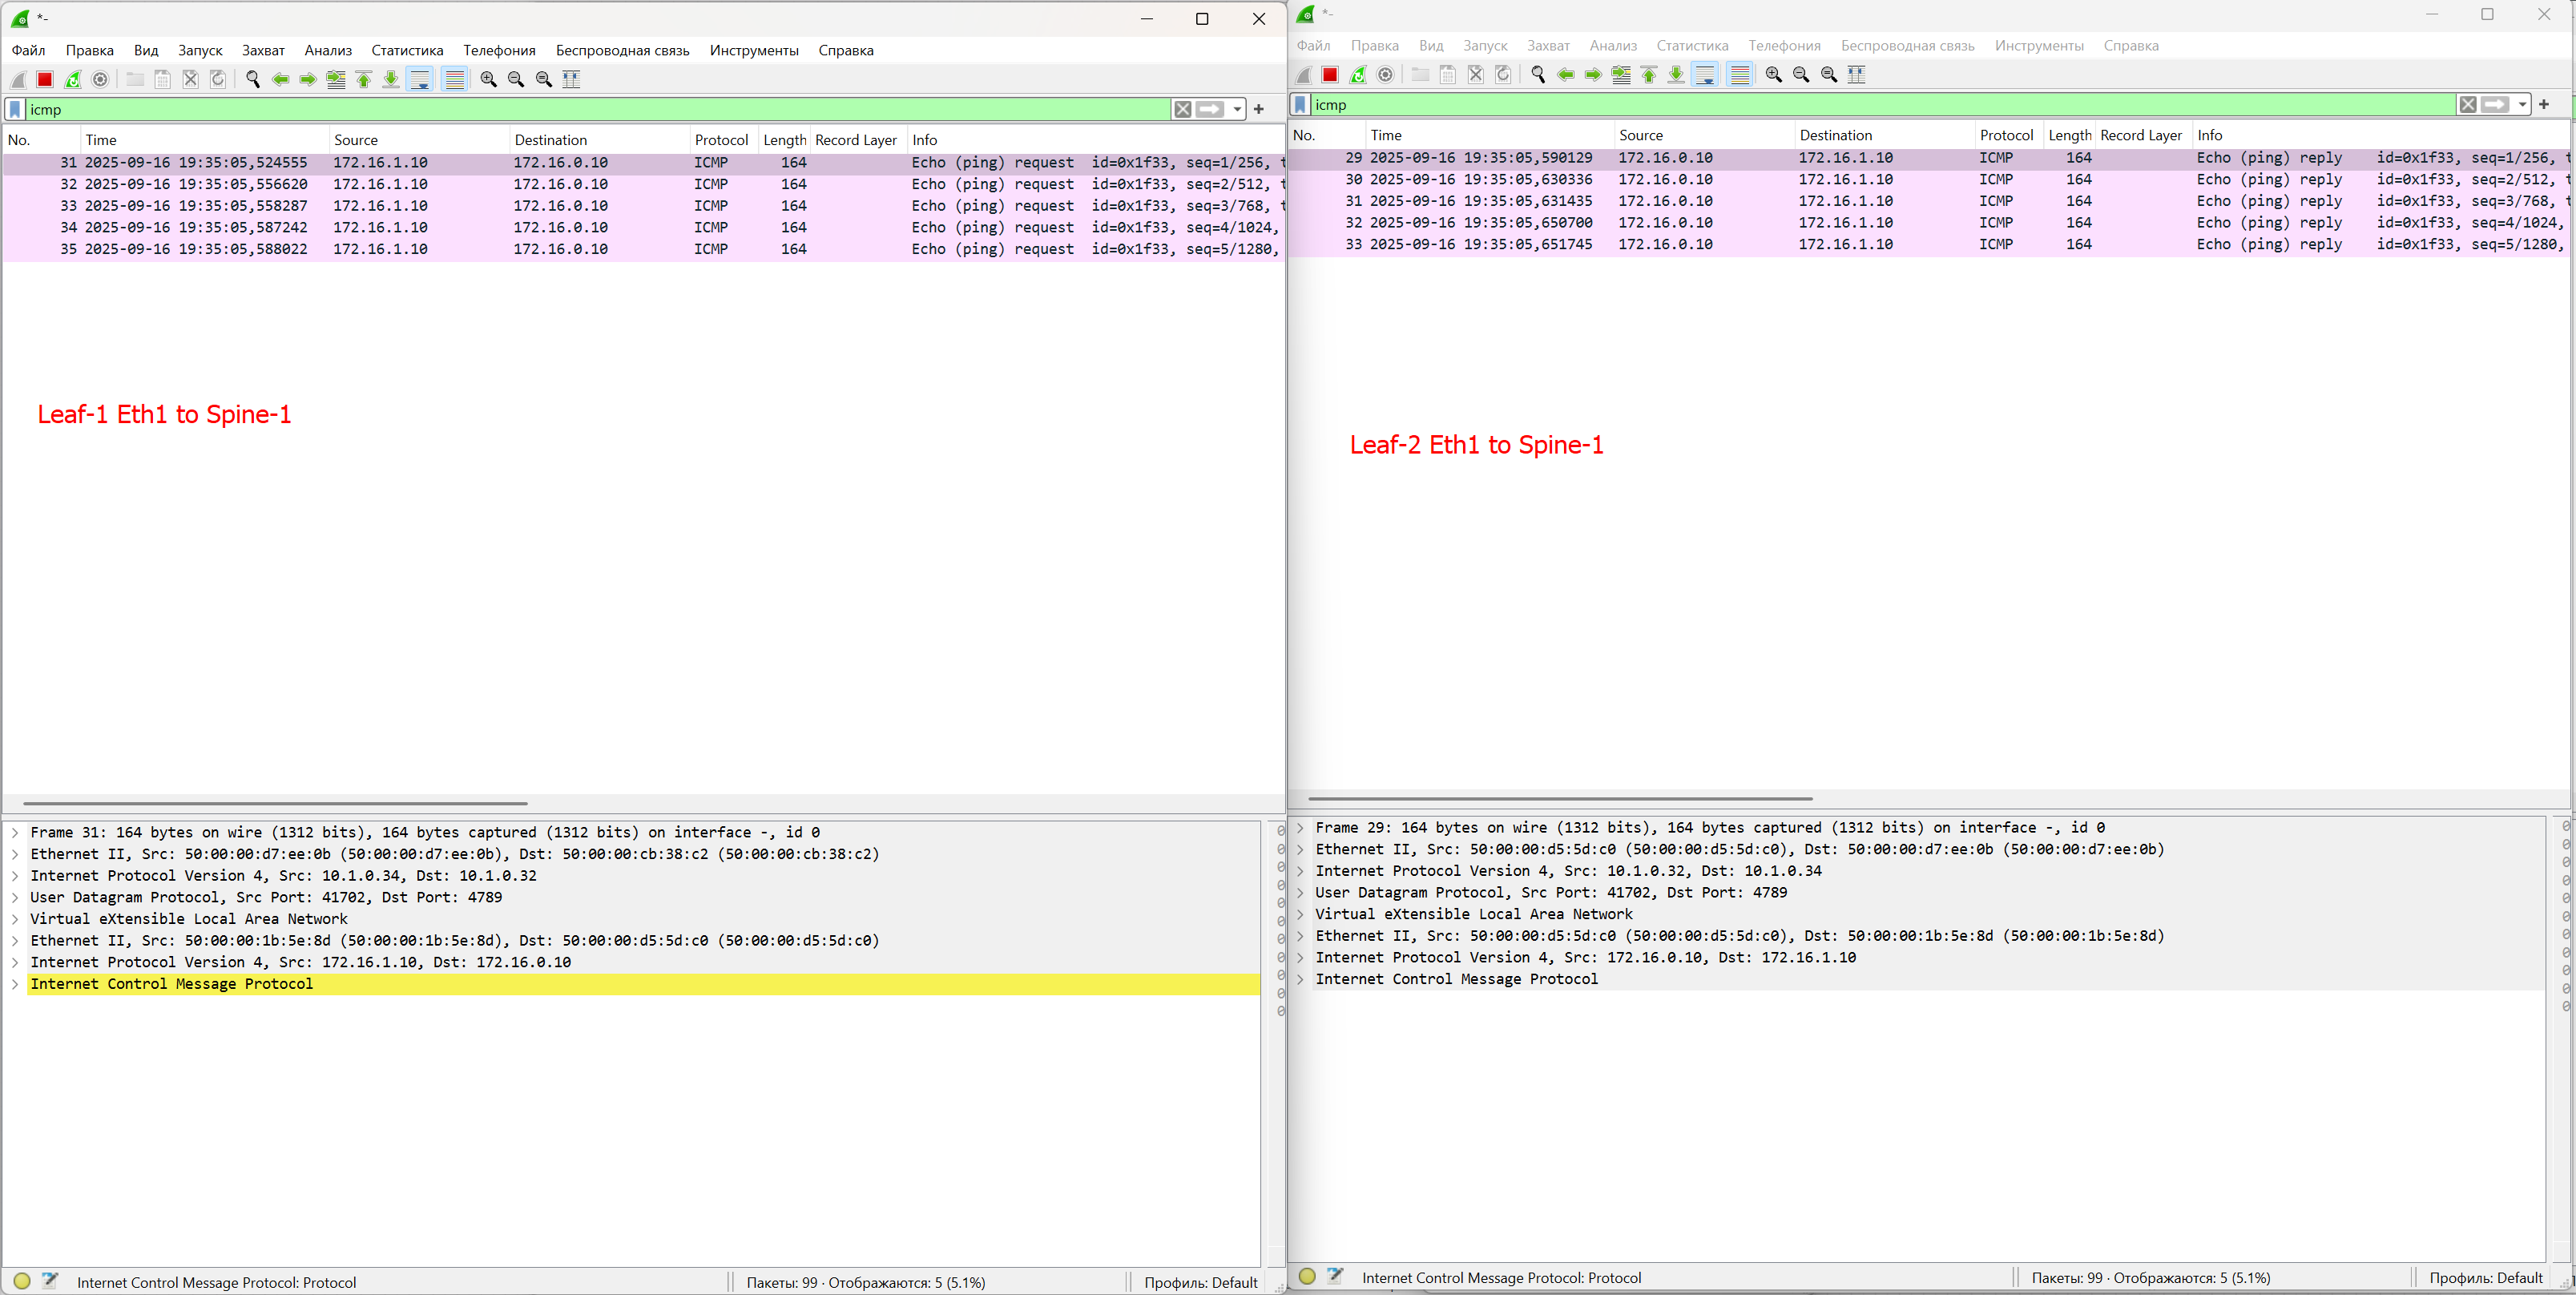 *-
Файл Правка Вид Запуск Захват Анализ Статистика Телефония Беспроводная связь Инструменты Справка
icmp
No. Time Source Destination Protocol Length Record Layer Info
31 2025-09-16 19:35:05,524555 172.16.1.10 172.16.0.10 ICMP 164 Echo (ping) request id=0x1f33, seq=1/256, t
32 2025-09-16 19:35:05,556620 172.16.1.10 172.16.0.10 ICMP 164 Echo (ping) request id=0x1f33, seq=2/512, t
33 2025-09-16 19:35:05,558287 172.16.1.10 172.16.0.10 ICMP 164 Echo (ping) request id=0x1f33, seq=3/768, t
34 2025-09-16 19:35:05,587242 172.16.1.10 172.16.0.10 ICMP 164 Echo (ping) request id=0x1f33, seq=4/1024,
35 2025-09-16 19:35:05,588022 172.16.1.10 172.16.0.10 ICMP 164 Echo (ping) request id=0x1f33, seq=5/1280,
Leaf-1 Eth1 to Spine-1
Frame 31: 164 bytes on wire (1312 bits), 164 bytes captured (1312 bits) on interface -, id 0
Ethernet II, Src: 50:00:00:d7:ee:0b (50:00:00:d7:ee:0b), Dst: 50:00:00:cb:38:c2 (50:00:00:cb:38:c2)
Internet Protocol Version 4, Src: 10.1.0.34, Dst: 10.1.0.32
User Datagram Protocol, Src Port: 41702, Dst Port: 4789
Virtual eXtensible Local Area Network
Ethernet II, Src: 50:00:00:1b:5e:8d (50:00:00:1b:5e:8d), Dst: 50:00:00:d5:5d:c0 (50:00:00:d5:5d:c0)
Internet Protocol Version 4, Src: 172.16.1.10, Dst: 172.16.0.10
Internet Control Message Protocol
Internet Control Message Protocol: Protocol
Пакеты: 99 · Отображаются: 5 (5.1%)
Профиль: Default
*-
Файл Правка Вид Запуск Захват Анализ Статистика Телефония Беспроводная связь Инструменты Справка
icmp
No. Time Source Destination Protocol Length Record Layer Info
29 2025-09-16 19:35:05,590129 172.16.0.10 172.16.1.10 ICMP 164 Echo (ping) reply id=0x1f33, seq=1/256, t
30 2025-09-16 19:35:05,630336 172.16.0.10 172.16.1.10 ICMP 164 Echo (ping) reply id=0x1f33, seq=2/512, t
31 2025-09-16 19:35:05,631435 172.16.0.10 172.16.1.10 ICMP 164 Echo (ping) reply id=0x1f33, seq=3/768, t
32 2025-09-16 19:35:05,650700 172.16.0.10 172.16.1.10 ICMP 164 Echo (ping) reply id=0x1f33, seq=4/1024,
33 2025-09-16 19:35:05,651745 172.16.0.10 172.16.1.10 ICMP 164 Echo (ping) reply id=0x1f33, seq=5/1280,
Leaf-2 Eth1 to Spine-1
Frame 29: 164 bytes on wire (1312 bits), 164 bytes captured (1312 bits) on interface -, id 0
Ethernet II, Src: 50:00:00:d5:5d:c0 (50:00:00:d5:5d:c0), Dst: 50:00:00:d7:ee:0b (50:00:00:d7:ee:0b)
Internet Protocol Version 4, Src: 10.1.0.32, Dst: 10.1.0.34
User Datagram Protocol, Src Port: 41702, Dst Port: 4789
Virtual eXtensible Local Area Network
Ethernet II, Src: 50:00:00:d5:5d:c0 (50:00:00:d5:5d:c0), Dst: 50:00:00:1b:5e:8d (50:00:00:1b:5e:8d)
Internet Protocol Version 4, Src: 172.16.0.10, Dst: 172.16.1.10
Internet Control Message Protocol
Internet Control Message Protocol: Protocol
Пакеты: 99 · Отображаются: 5 (5.1%)
Профиль: Default